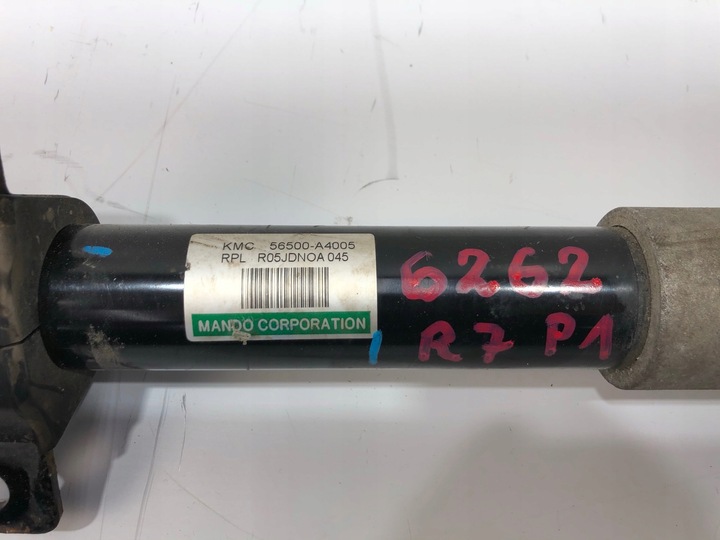 KMC 56500-A4005
RPL R05JDNOA 045
MANDO CORPORATION
6262
R7 P1